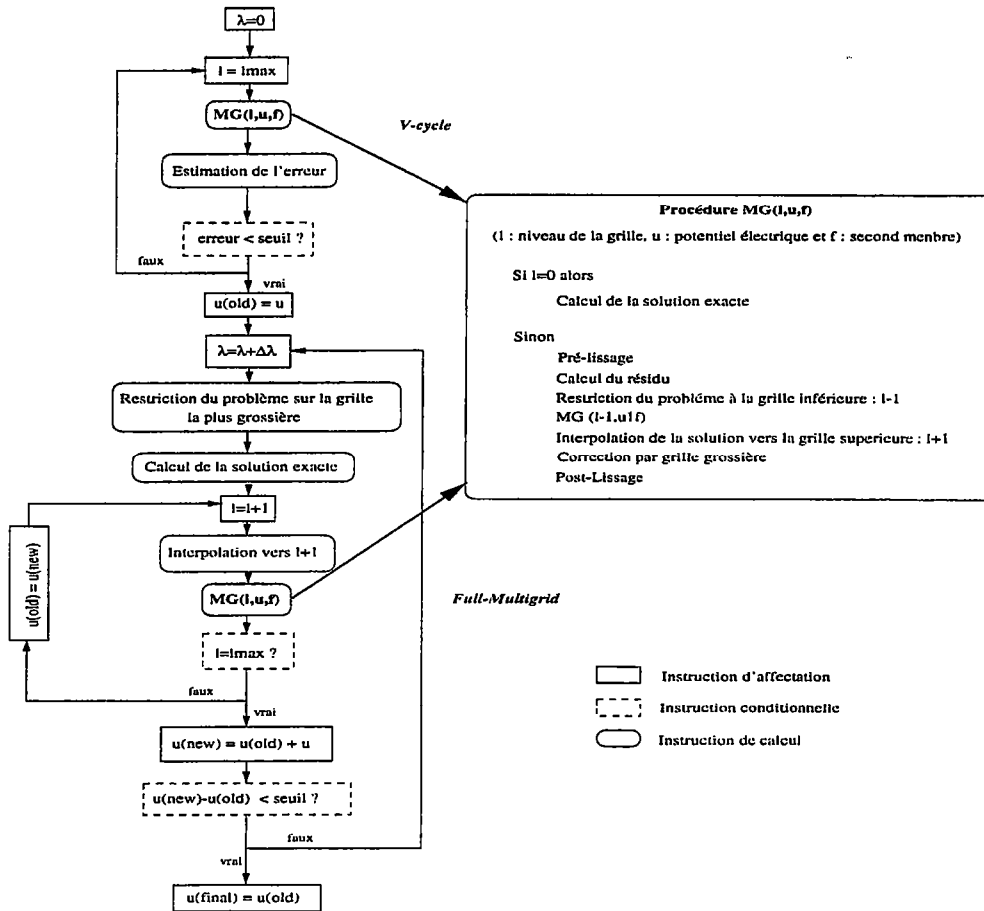 λ=0
l = lmax
MG(l,u,f)
V-cycle
Estimation de l'erreur
erreur < seuil ?
faux
vrai
u(old) = u
λ=λ+Δλ
Restriction du problème sur la grille
la plus grossière
Calcul de la solution exacte
l=l+1
Interpolation vers l+1
u(old) = u(new)
MG(l,u,f)
Full-Multigrid
l=lmax ?
faux
vrai
u(new) = u(old) + u
u(new)-u(old) < seuil ?
faux
vrai
u(final) = u(old)
Procédure MG(l,u,f)
(l : niveau de la grille, u : potentiel électrique et f : second menbre)
Si l=0 alors
Calcul de la solution exacte
Sinon
Pré-lissage
Calcul du résidu
Restriction du probléme à la grille inférieure : l-1
MG (l-1,u1f)
Interpolation de la solution vers la grille superieure : l+1
Correction par grille grossière
Post-Lissage
Instruction d'affectation
Instruction conditionnelle
Instruction de calcul